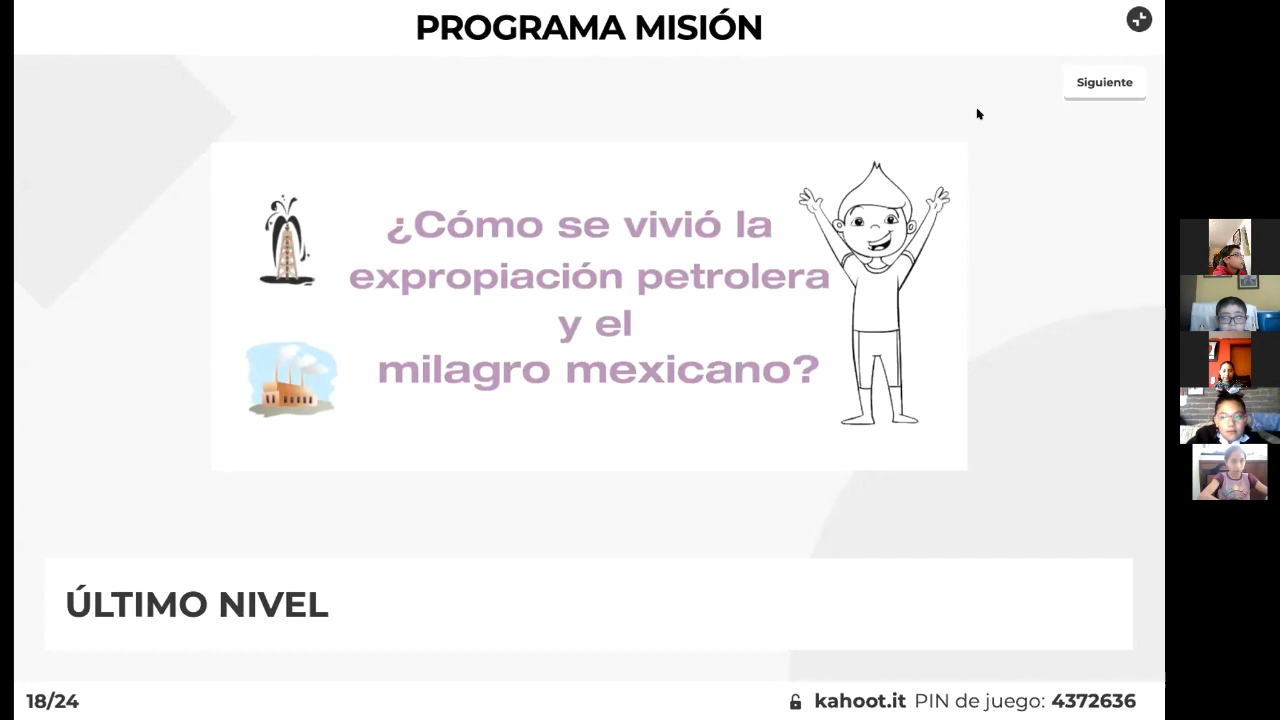 PROGRAMA MISIÓN
Siguiente
¿Cómo se vivió la
expropiación petrolera
y el
milagro mexicano?
ÚLTIMO NIVEL
18/24
kahoot.it PIN de juego: 4372636